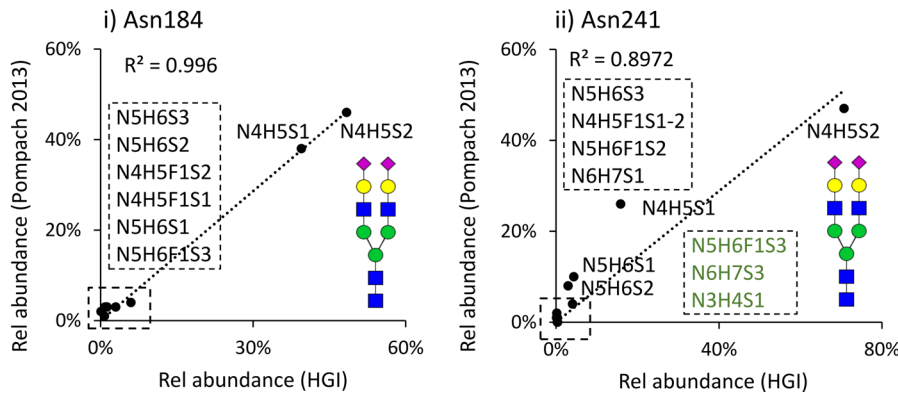 i) Asn184
Rel abundance (Pompach 2013)
60%
40%
20%
0%
R² = 0.996
N5H6S3
N5H6S2
N4H5F1S2
N4H5F1S1
N5H6S1
N5H6F1S3
N4H5S1
N4H5S2
0%
30%
60%
Rel abundance (HGI)
ii) Asn241
Rel abundance (Pompach 2013)
60%
40%
20%
0%
R² = 0.8972
N5H6S3
N4H5F1S1-2
N5H6F1S2
N6H7S1
N4H5S2
N4H5S1
N5H6S1
N5H6S2
N5H6F1S3
N6H7S3
N3H4S1
0%
40%
80%
Rel abundance (HGI)